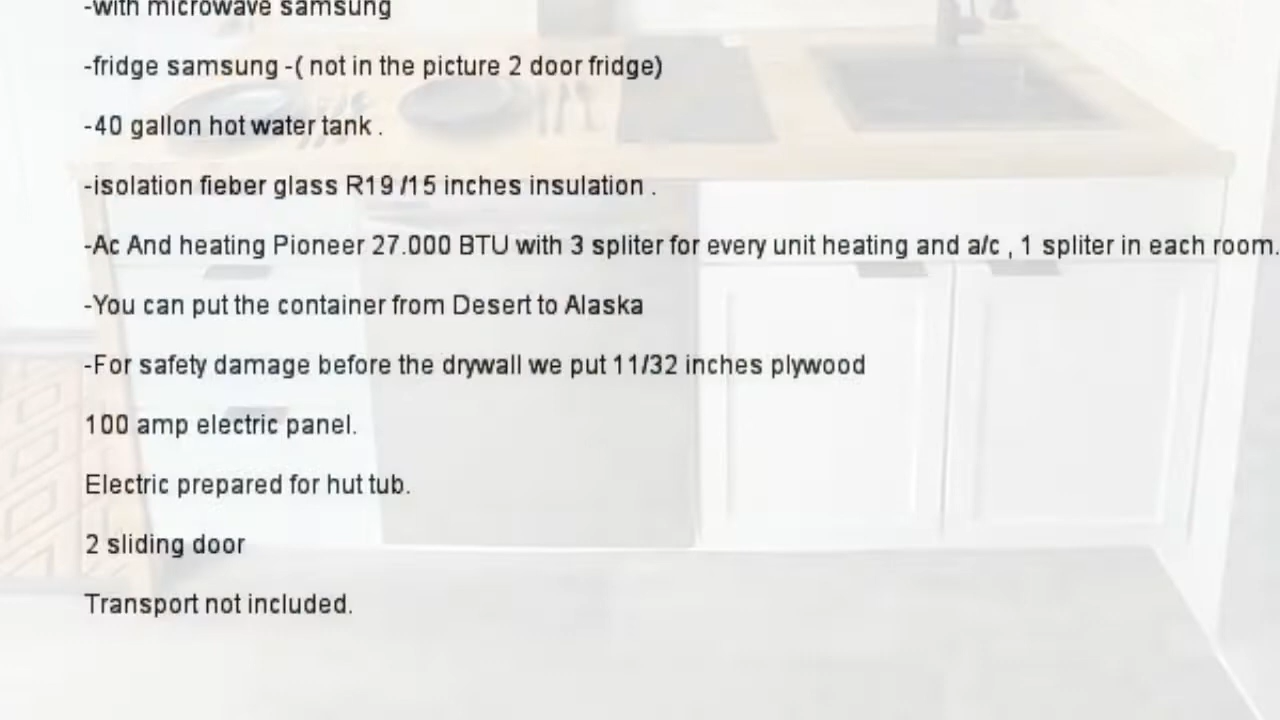 -with microwave samsung
-fridge samsung -( not in the picture 2 door fridge)
-40 gallon hot water tank .
-isolation fieber glass R19 /15 inches insulation .
-Ac And heating Pioneer 27.000 BTU with 3 spliter for every unit heating and a/c , 1 spliter in each room.
-You can put the container from Desert to Alaska
-For safety damage before the drywall we put 11/32 inches plywood
100 amp electric panel.
Electric prepared for hut tub.
2 sliding door
Transport not included.